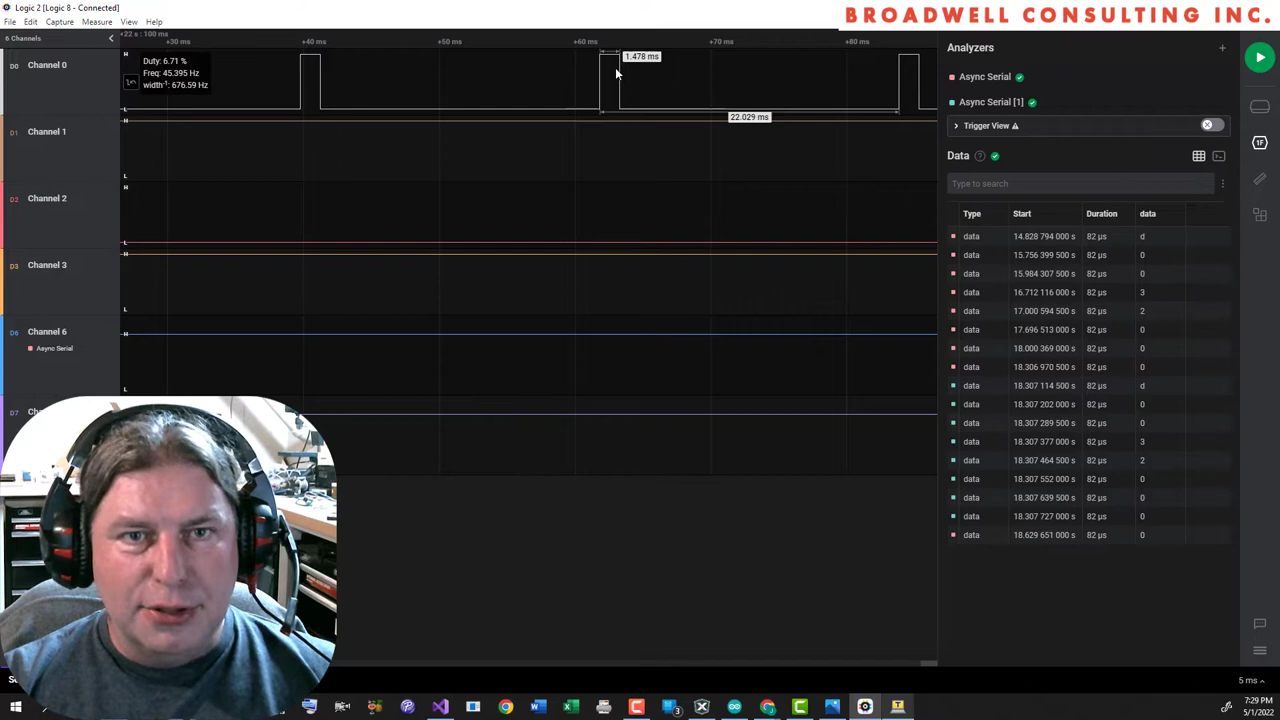 Logic 2 [Logic 8 - Connected]
BROADWELL CONSULTING INC.
File Edit Capture Measure View Help
6 Channels
+22 s : 100 ms
+30 ms +40 ms +50 ms +60 ms +70 ms +80 ms
Analyzers
D0 Channel 0
H
L
Duty: 6.71 %
Freq: 45.395 Hz
width⁻¹: 676.59 Hz
1.478 ms
22.029 ms
Async Serial
Async Serial [1]
Trigger View
D1 Channel 1
H
L
Data
Type to search
D2 Channel 2
H
L
D3 Channel 3
H
L
D6 Channel 6
Async Serial
H
L
D7
Type Start Duration data
data 14.828 794 000 s 82 µs d
data 15.756 399 500 s 82 µs 0
data 15.984 307 500 s 82 µs 0
data 16.712 116 000 s 82 µs 3
data 17.000 594 500 s 82 µs 2
data 17.696 513 000 s 82 µs 0
data 18.000 369 000 s 82 µs 0
data 18.306 970 500 s 82 µs 0
data 18.307 114 500 s 82 µs d
data 18.307 202 000 s 82 µs 0
data 18.307 289 500 s 82 µs 0
data 18.307 377 000 s 82 µs 3
data 18.307 464 500 s 82 µs 2
data 18.307 552 000 s 82 µs 0
data 18.307 639 500 s 82 µs 0
data 18.307 727 000 s 82 µs 0
data 18.629 651 000 s 82 µs 0
5 ms
7:29 PM
5/1/2022